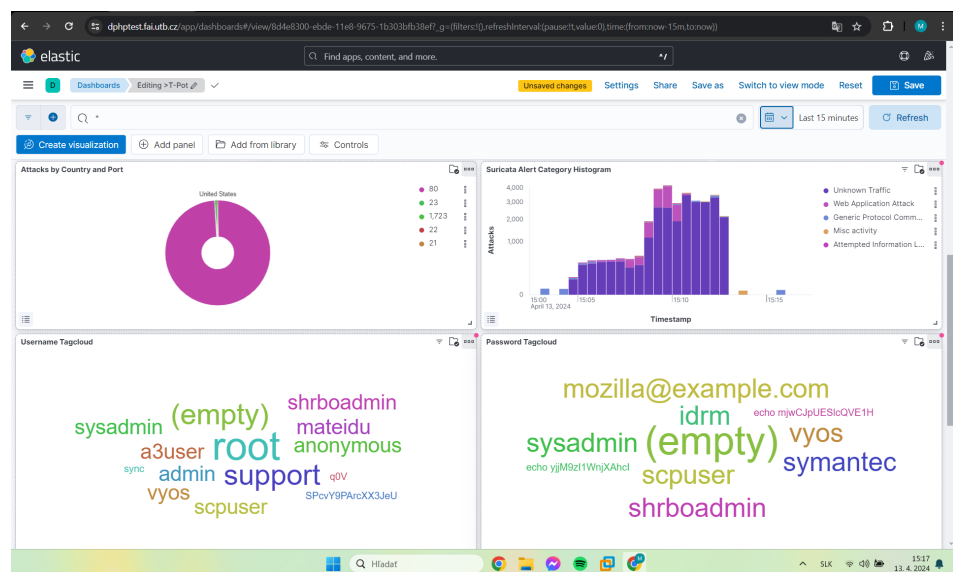 dphptest.fai.utb.cz/app/dashboards#/view/8d4e8300-ebde-11e8-9675-1b303bfb38ef?_g=(filters:!(),refreshInterval:(pause:!t,value:0),time:(from:now-15m,to:now))
M
elastic
Find apps, content, and more.
^/
D
Dashboards
Editing >T-Pot
Unsaved changes
Settings
Share
Save as
Switch to view mode
Reset
Save
*
Last 15 minutes
Refresh
Create visualization
Add panel
Add from library
Controls
Attacks by Country and Port
United States
80
23
1,723
22
21
Suricata Alert Category Histogram
4,000
3,000
2,000
1,000
0
Attacks
15:00
15:05
15:10
15:15
April 13, 2024
Timestamp
Unknown Traffic
Web Application Attack
Generic Protocol Comm...
Misc activity
Attempted Information L...
Username Tagcloud
shrboadmin
(empty)
sysadmin
mateidu
a3user
root
anonymous
sync
admin
support
q0V
vyos
SPcvY9PArcXX3JeU
scpuser
Password Tagcloud
mozilla@example.com
idrm
echo mjwCJpUESlcQVE1H
sysadmin
(empty)
vyos
echo yjjM9zI1WnjXAhcI
scpuser
symantec
shrboadmin
Hľadať
M
SLK
15:17
13. 4. 2024